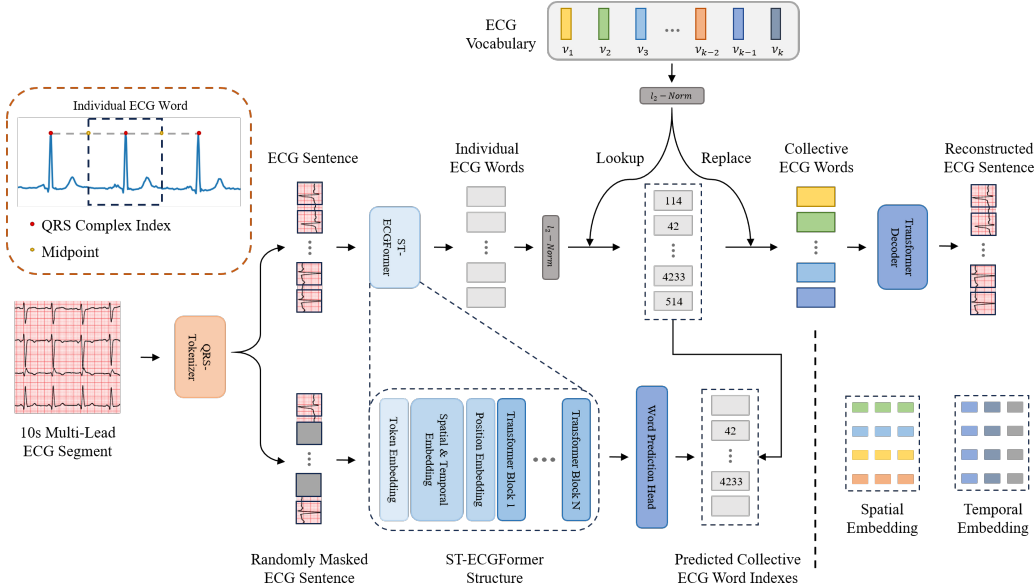 ECG
Vocabulary
v1 v2 v3 ... vk−2 vk−1 vk
l2 − Norm
Individual ECG Word
QRS Complex Index
Midpoint
ECG Sentence
Individual
ECG Words
Lookup
Replace
Collective
ECG Words
Reconstructed
ECG Sentence
ST-
ECGFormer
l2 − Norm
114
42
4233
514
Transformer
Decoder
QRS-
Tokenizer
10s Multi-Lead
ECG Segment
Token Embedding
Spatial & Temporal
Embedding
Position Embedding
Transformer Block 1
Transformer Block N
Word Prediction Head
42
4233
Randomly Masked
ECG Sentence
ST-ECGFormer
Structure
Predicted Collective
ECG Word Indexes
Spatial
Embedding
Temporal
Embedding